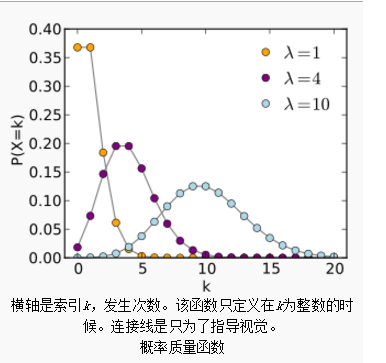 0.40
0.35
0.30
0.25
0.20
0.15
0.10
0.05
0.00
P(X=k)
λ=1
λ=4
λ=10
0 5 10 15 20
k
横轴是索引k，发生次数。该函数只定义在k为整数的时
候。连接线是只为了指导视觉。
概率质量函数